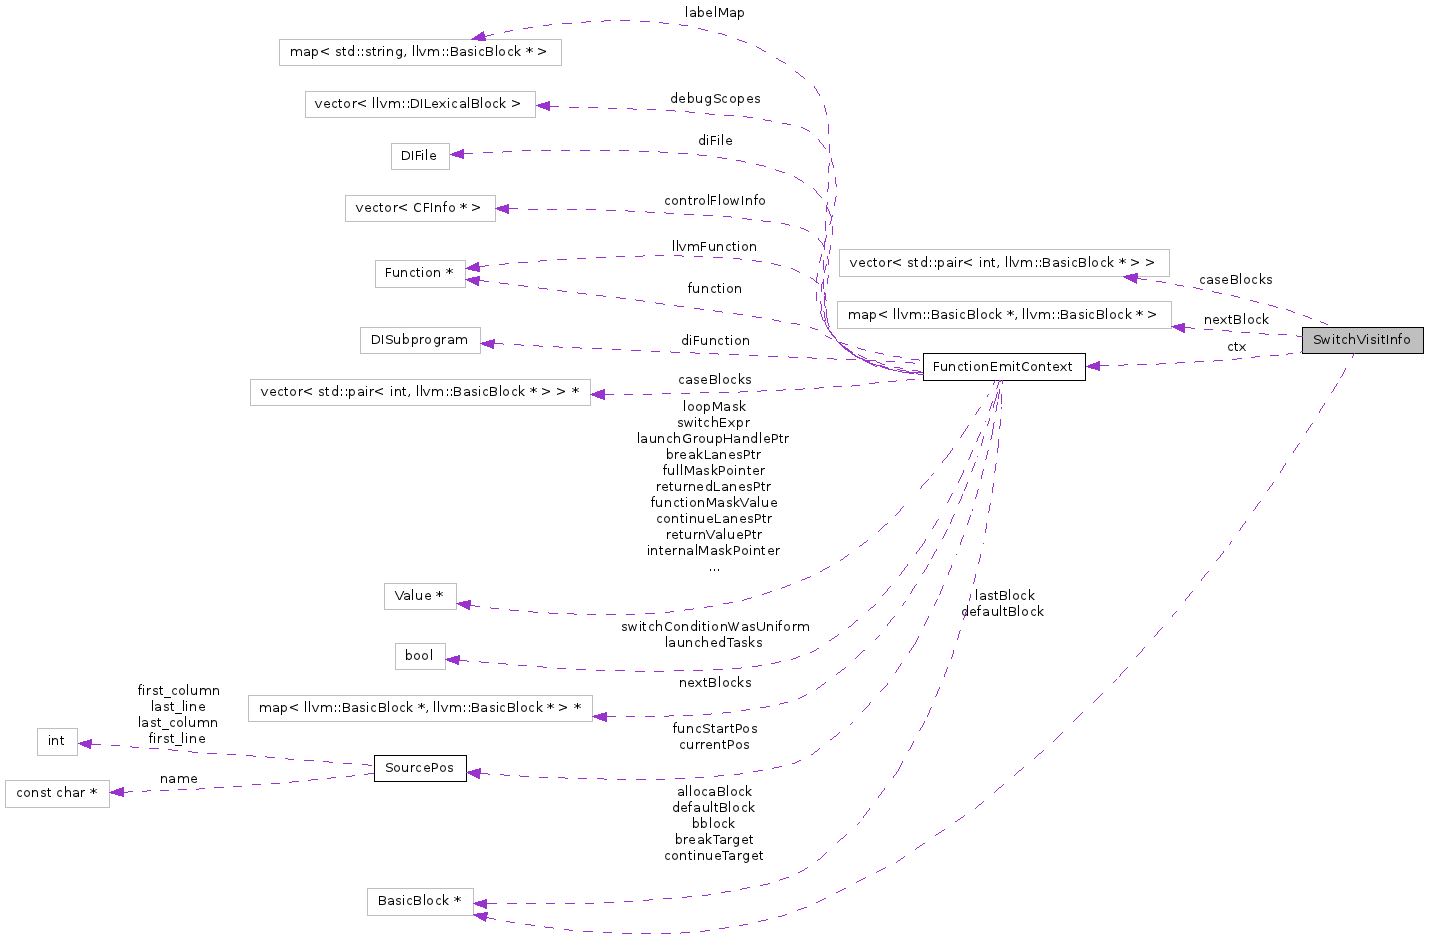 labelMap
map< std::string, llvm::BasicBlock * >
debugScopes
vector< llvm::DILexicalBlock >
diFile
DIFile
controlFlowInfo
vector< CFInfo * >
llvmFunction
Function *
function
vector< std::pair< int, llvm::BasicBlock * > >
caseBlocks
map< llvm::BasicBlock *, llvm::BasicBlock * >
nextBlock
SwitchVisitInfo
ctx
diFunction
DISubprogram
FunctionEmitContext
caseBlocks
vector< std::pair< int, llvm::BasicBlock * > > *
loopMask
switchExpr
launchGroupHandlePtr
breakLanesPtr
fullMaskPointer
returnedLanesPtr
functionMaskValue
continueLanesPtr
returnValuePtr
internalMaskPointer
...
Value *
lastBlock
defaultBlock
switchConditionWasUniform
launchedTasks
bool
nextBlocks
map< llvm::BasicBlock *, llvm::BasicBlock * > *
first_column
last_line
last_column
first_line
int
funcStartPos
currentPos
SourcePos
name
const char *
allocaBlock
defaultBlock
bblock
breakTarget
continueTarget
BasicBlock *